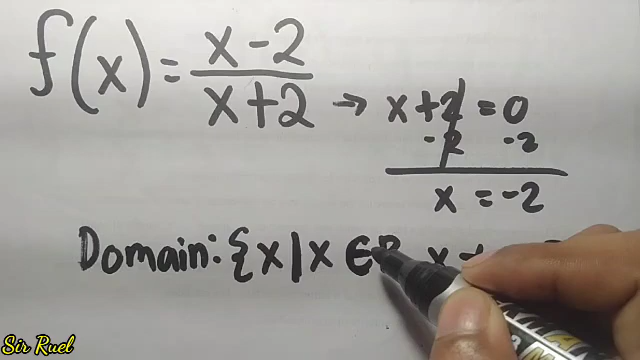 f(x) = x-2 / x+2 → x+2 = 0
-2 -2
x = -2
Domain: {x|x ∈ R, x
Sir Ruel